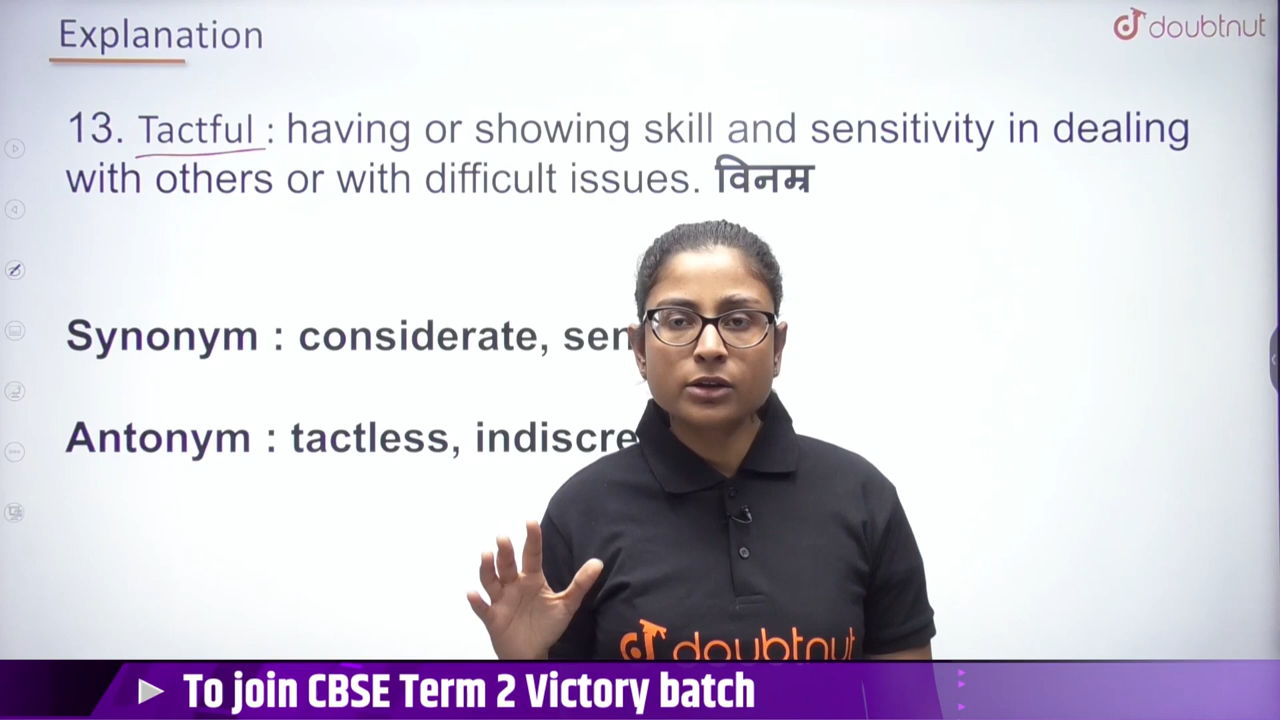 Explanation
doubtnut
13. Tactful : having or showing skill and sensitivity in dealing
with others or with difficult issues. विनम्र
Synonym : considerate, sen
Antonym : tactless, indiscre
doubtnut
To join CBSE Term 2 Victory batch